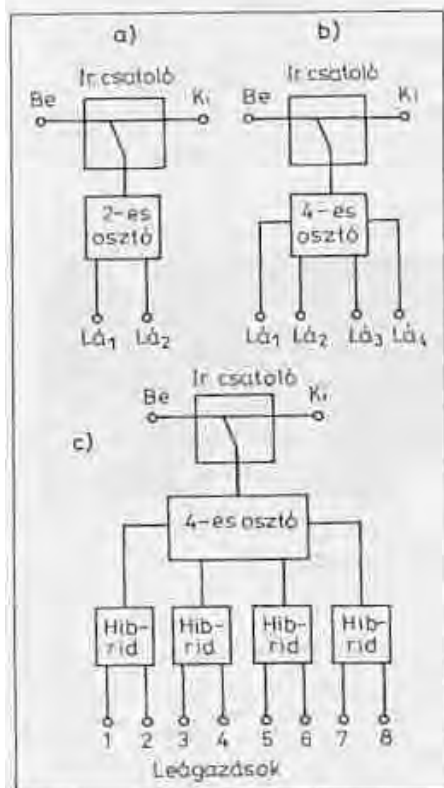 a)
b)
Ir csatoló
Ir csatoló
Be
Ki
Be
Ki
2-es
osztó
4-es
osztó
Lá1
Lá2
Lá1
Lá2
Lá3
Lá4
Ir csatoló
Be
Ki
c)
4-es osztó
Hib-
rid
Hib-
rid
Hib-
rid
Hib-
rid
1
2
3
4
5
6
7
8
Leágazások